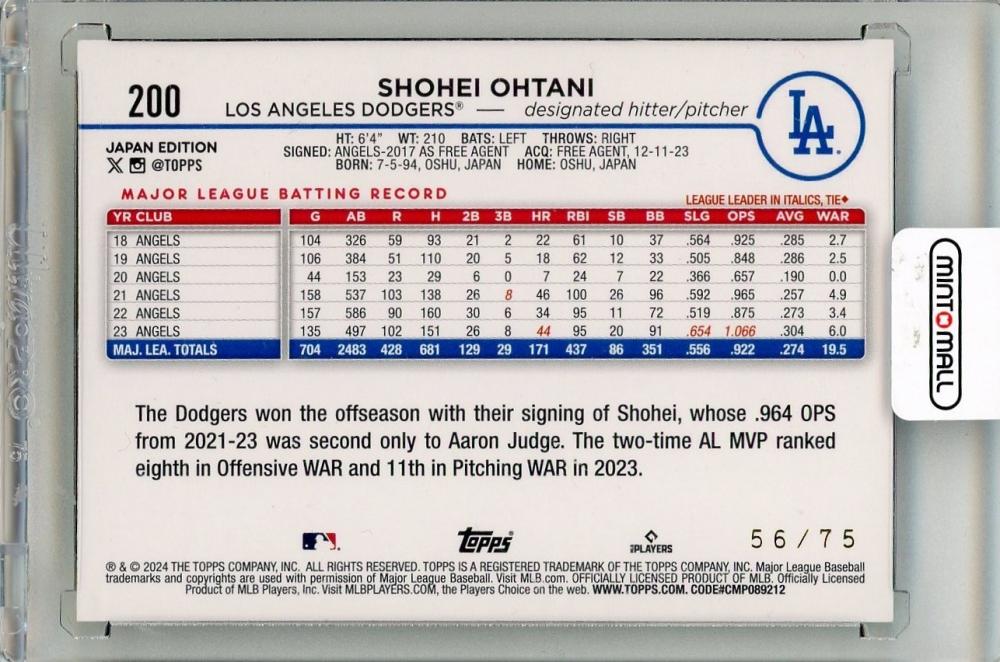 200
SHOHEI OHTANI
LOS ANGELES DODGERS® — designated hitter/pitcher
LA
JAPAN EDITION
X @TOPPS
HT: 6'4" WT: 210 BATS: LEFT THROWS: RIGHT
SIGNED: ANGELS-2017 AS FREE AGENT ACQ: FREE AGENT, 12-11-23
BORN: 7-5-94, OSHU, JAPAN HOME: OSHU, JAPAN
MAJOR LEAGUE BATTING RECORD
LEAGUE LEADER IN ITALICS, TIE♦
YR CLUB G AB R H 2B 3B HR RBI SB BB SLG OPS AVG WAR
18 ANGELS 104 326 59 93 21 2 22 61 10 37 .564 .925 .285 2.7
19 ANGELS 106 384 51 110 20 5 18 62 12 33 .505 .848 .286 2.5
20 ANGELS 44 153 23 29 6 0 7 24 7 22 .366 .657 .190 0.0
21 ANGELS 158 537 103 138 26 8 46 100 26 96 .592 .965 .257 4.9
22 ANGELS 157 586 90 160 30 6 34 95 11 72 .519 .875 .273 3.4
23 ANGELS 135 497 102 151 26 8 44 95 20 91 .654 1.066 .304 6.0
MAJ. LEA. TOTALS 704 2483 428 681 129 29 171 437 86 351 .556 .922 .274 19.5
MINTOMALL
The Dodgers won the offseason with their signing of Shohei, whose .964 OPS
from 2021-23 was second only to Aaron Judge. The two-time AL MVP ranked
eighth in Offensive WAR and 11th in Pitching WAR in 2023.
Topps
PLAYERS
56/75
® & © 2024 THE TOPPS COMPANY, INC. ALL RIGHTS RESERVED. TOPPS IS A REGISTERED TRADEMARK OF THE TOPPS COMPANY, INC. Major League Baseball
trademarks and copyrights are used with permission of Major League Baseball. Visit MLB.com. OFFICIALLY LICENSED PRODUCT OF MLB. Officially Licensed
Product of MLB Players, Inc. Visit MLBPLAYERS.COM, the Players Choice on the web. WWW.TOPPS.COM. CODE#CMP089212